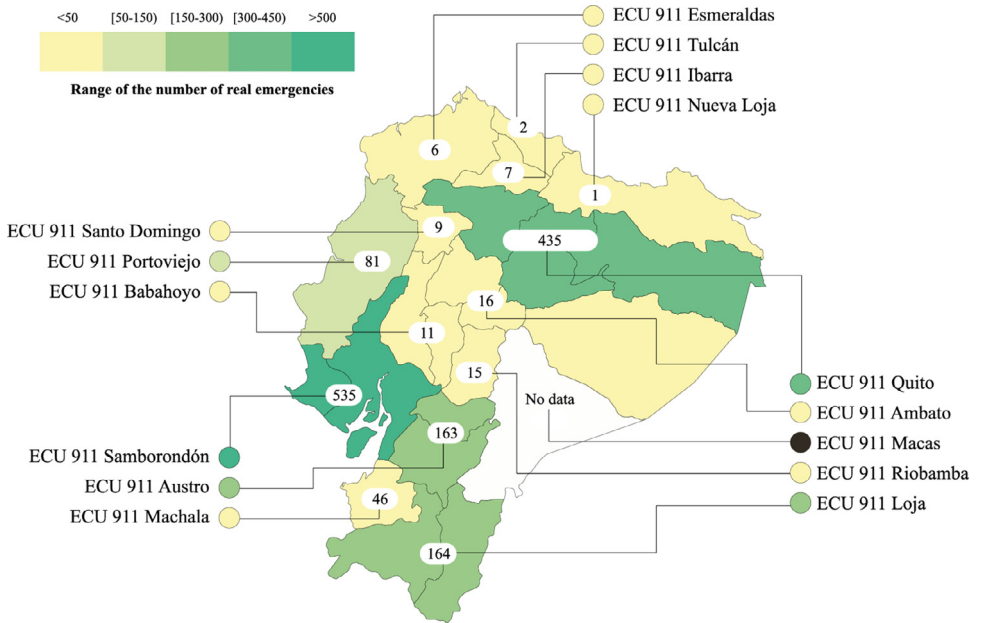 <50 [50-150) [150-300) [300-450) >500
Range of the number of real emergencies
ECU 911 Esmeraldas
ECU 911 Tulcán
ECU 911 Ibarra
ECU 911 Nueva Loja
2
6
7
1
ECU 911 Santo Domingo
9
435
ECU 911 Portoviejo
81
ECU 911 Babahoyo
16
11
15
ECU 911 Quito
535
No data
ECU 911 Ambato
163
ECU 911 Macas
ECU 911 Samborondón
ECU 911 Riobamba
ECU 911 Austro
46
ECU 911 Loja
ECU 911 Machala
164